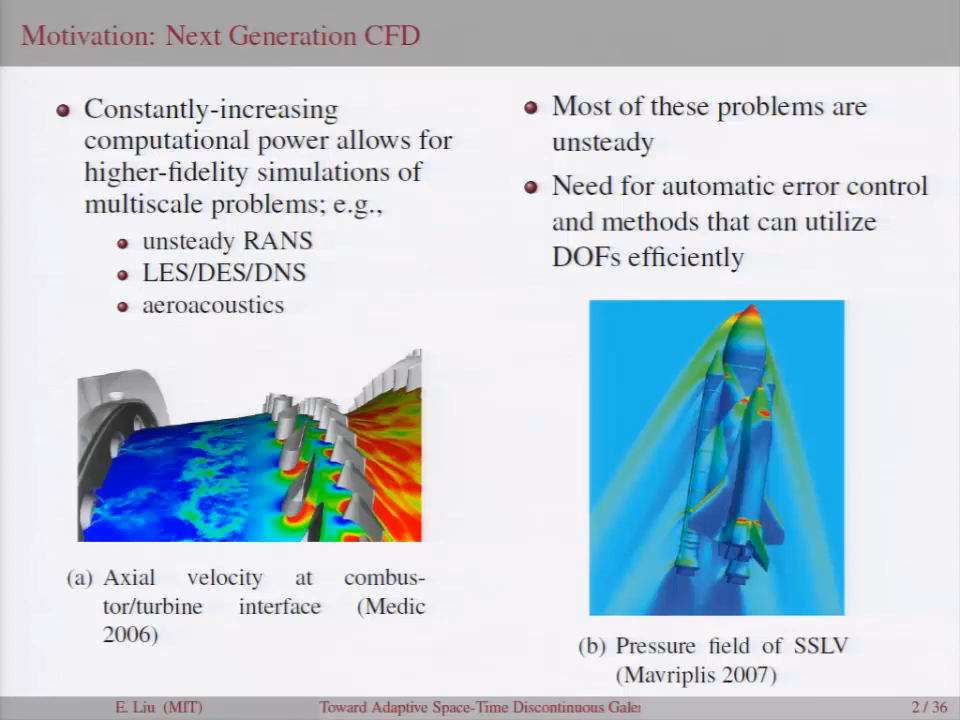 Motivation: Next Generation CFD
Constantly-increasing
computational power allows for
higher-fidelity simulations of
multiscale problems; e.g.,
unsteady RANS
LES/DES/DNS
aeroacoustics
(a) Axial velocity at combus-
tor/turbine interface (Medic
2006)
Most of these problems are
unsteady
Need for automatic error control
and methods that can utilize
DOFs efficiently
(b) Pressure field of SSLV
(Mavriplis 2007)
E. Liu (MIT) Toward Adaptive Space-Time Discontinuous Galer 2 / 36